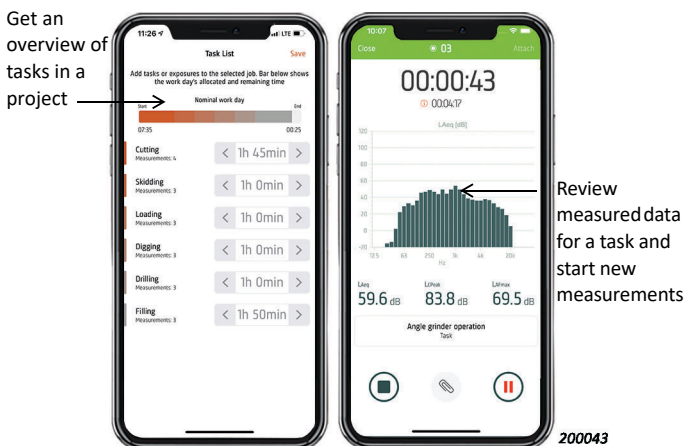 Get an
overview of
tasks in a
project
11:26
LTE
Task List
Save
Add tasks or exposures to the selected job. Bar below shows
the work day's allocated and remaining time
Nominal work day
Start
End
07:35
00:25
Cutting
Measurements: 4
1h 45min
Skidding
Measurements: 3
1h 0min
Loading
Measurements: 3
1h 0min
Digging
Measurements: 3
1h 0min
Drilling
Measurements: 3
1h 0min
Filling
Measurements: 3
1h 50min
10:07
Close
03
Attach
00:00:43
00:04:17
LAeq [dB]
120
100
80
60
40
20
0
-20
12.5 63 250 1k 4k 20k
Hz
LAeq
59.6 dB
LCPeak
83.8 dB
LAFmax
69.5 dB
Angle grinder operation
Task
Review
measured data
for a task and
start new
measurements
200043